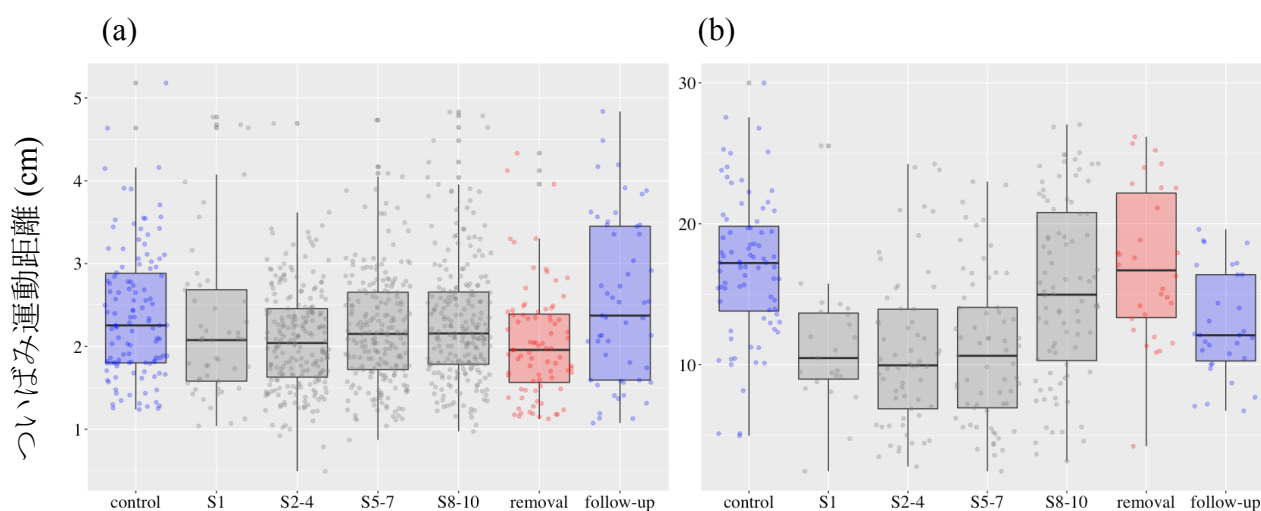 (a)
(b)
ついばみ運動距離 (cm)
5
4
3
2
1
control S1 S2-4 S5-7 S8-10 removal follow-up
30
20
10
control S1 S2-4 S5-7 S8-10 removal follow-up